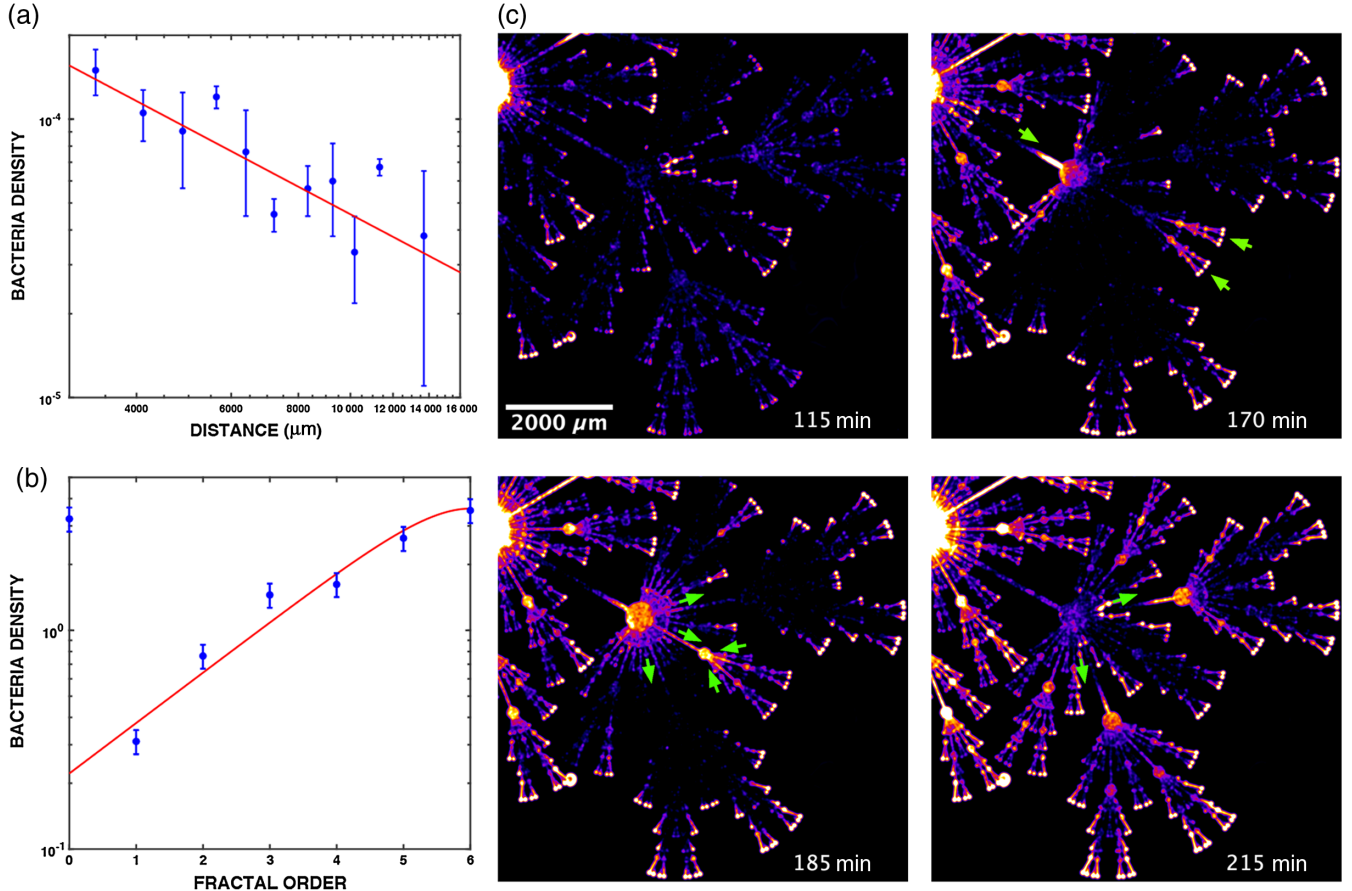 (a)
BACTERIA DENSITY
10⁻⁴
10⁻⁵
4000 6000 8000 10 000 12 000 14 000 16 000
DISTANCE (μm)
(b)
BACTERIA DENSITY
10⁰
10⁻¹
0 1 2 3 4 5 6
FRACTAL ORDER
(c)
2000 μm
115 min
170 min
185 min
215 min